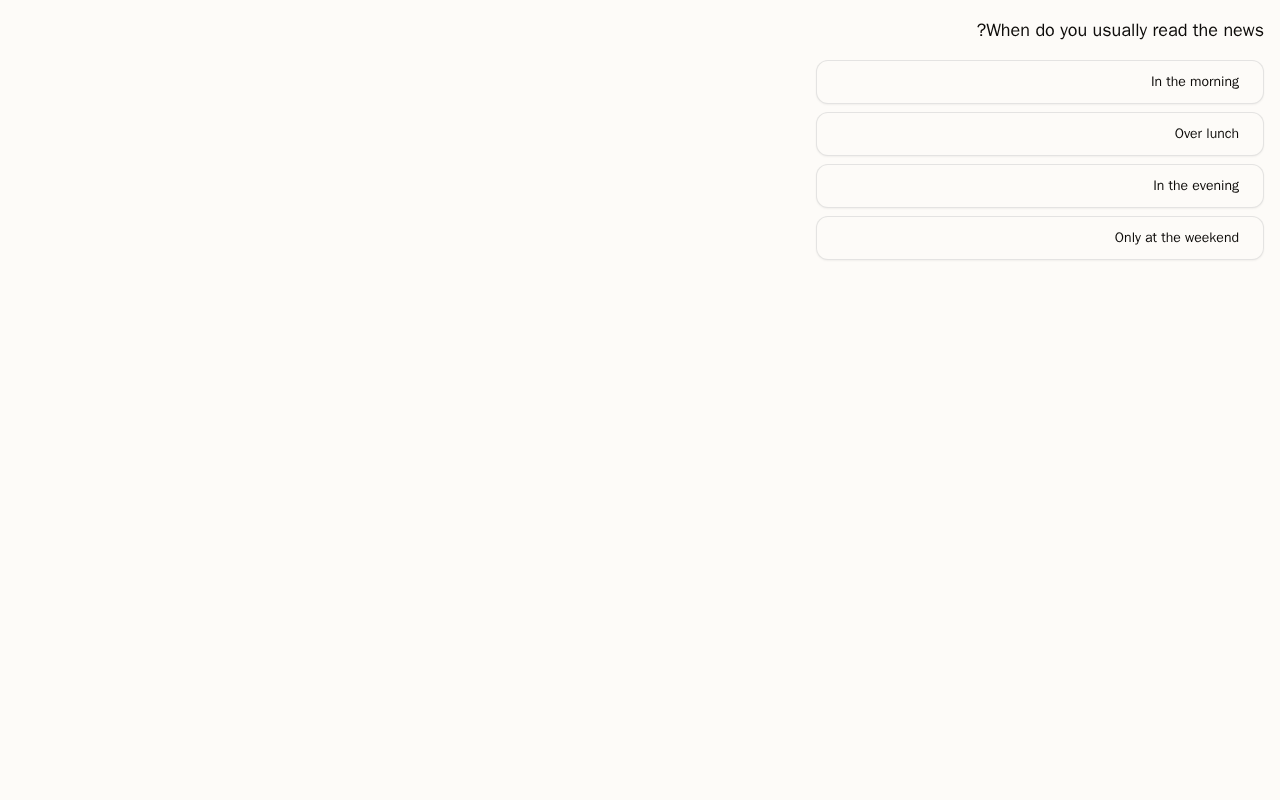 When do you usually read the news?
In the morning
Over lunch
In the evening
Only at the weekend